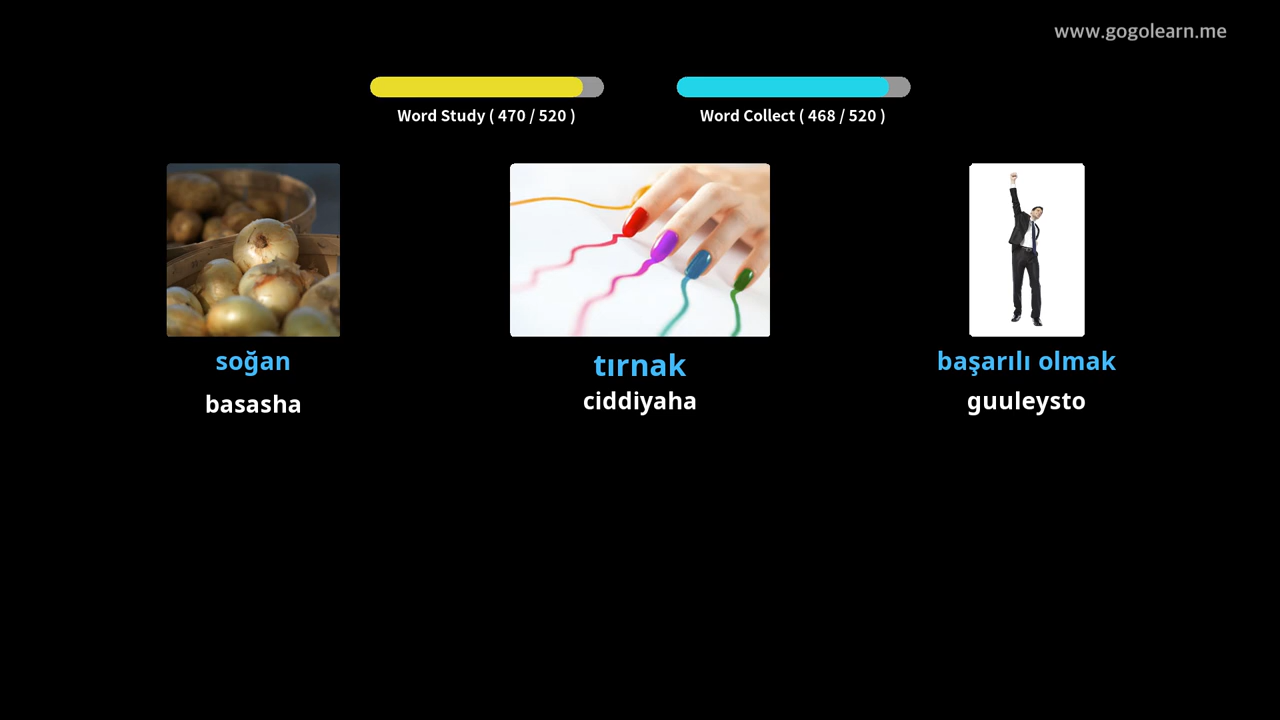 www.gogolearn.me
Word Study ( 470 / 520 )
Word Collect ( 468 / 520 )
soğan
basasha
tırnak
ciddiyaha
başarılı olmak
guuleysto